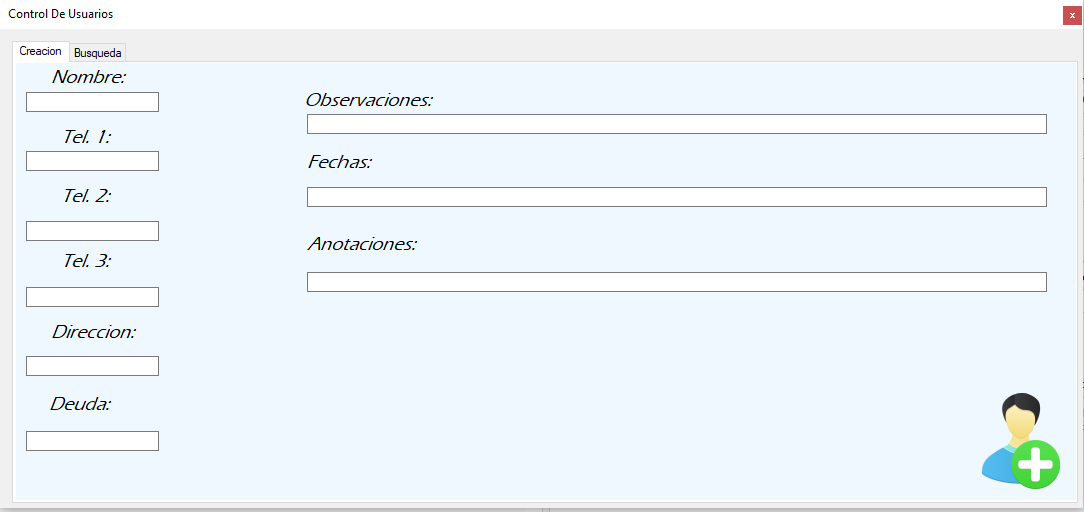 Control De Usuarios
x
Creacion
Busqueda
Nombre:
Tel. 1:
Tel. 2:
Tel. 3:
Direccion:
Deuda:
Observaciones:
Fechas:
Anotaciones: